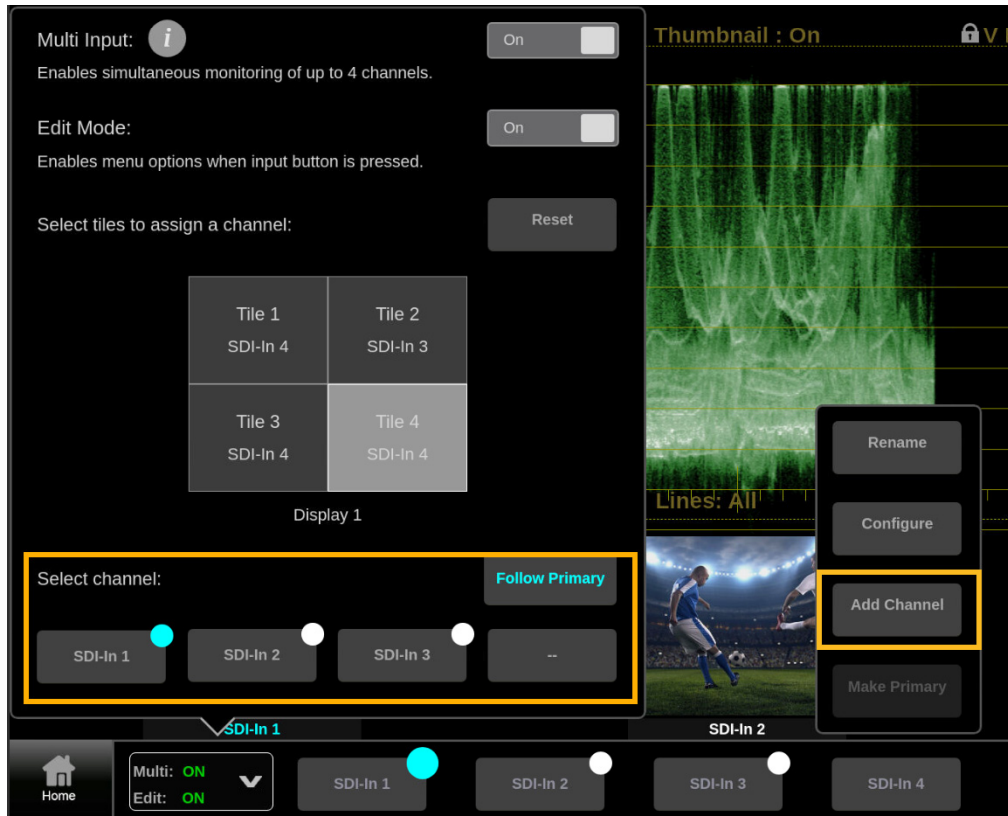 Multi Input: i
On
Enables simultaneous monitoring of up to 4 channels.
Edit Mode:
On
Enables menu options when input button is pressed.
Select tiles to assign a channel:
Reset
Tile 1
SDI-In 4
Tile 2
SDI-In 3
Tile 3
SDI-In 4
Tile 4
SDI-In 4
Display 1
Select channel:
Follow Primary
SDI-In 1
SDI-In 2
SDI-In 3
--
Thumbnail : On
V
Lines: All
Rename
Configure
Add Channel
Make Primary
SDI-In 1
SDI-In 2
Home
Multi: ON
Edit: ON
SDI-In 1
SDI-In 2
SDI-In 3
SDI-In 4